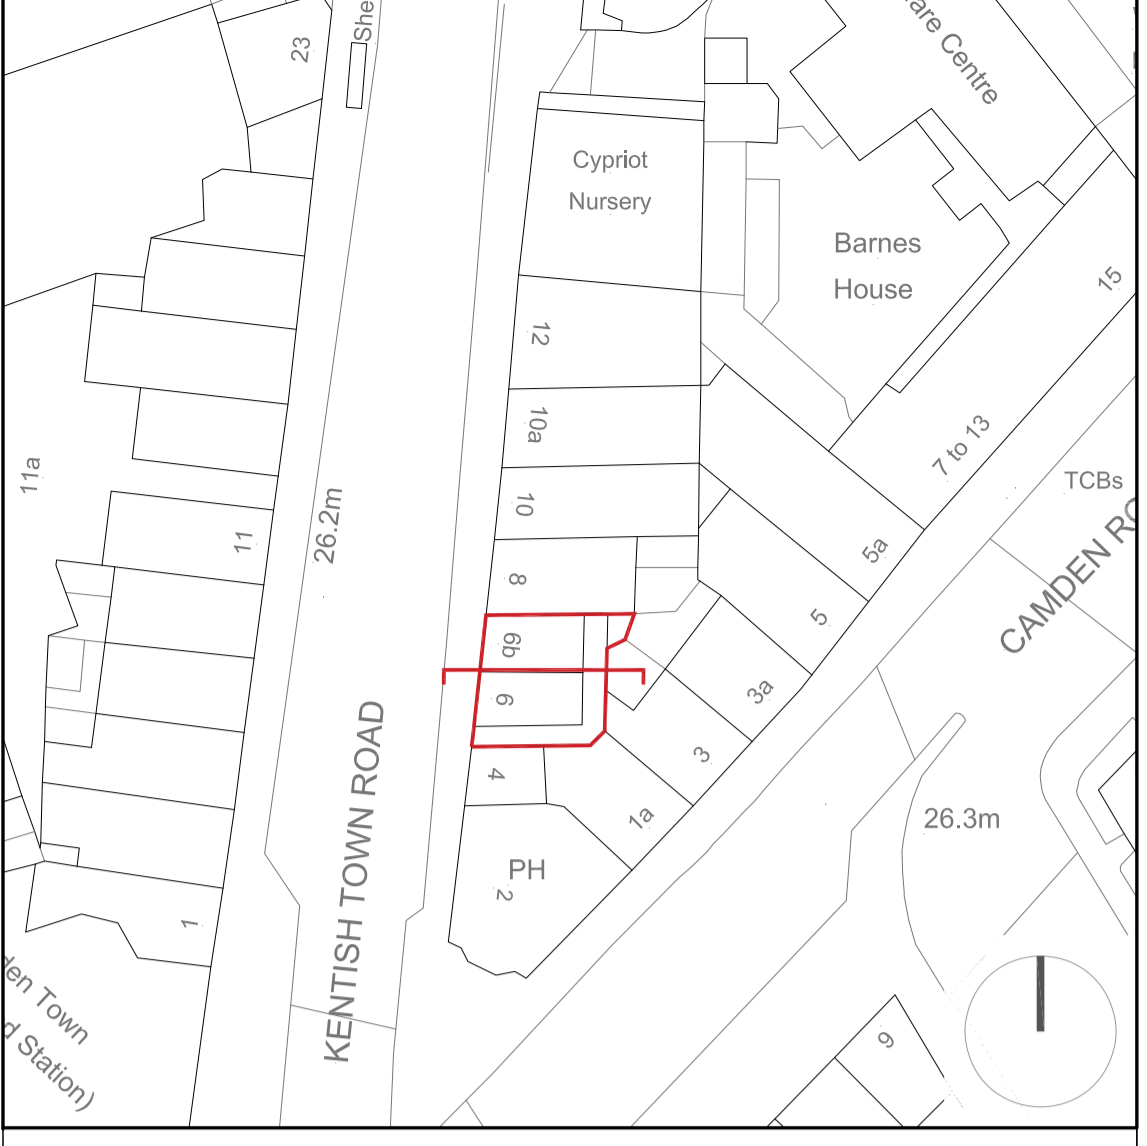 23
She
are Centre
Cypriot
Nursery
Barnes
House
15
12
10a
7 to 13
11a
TCBs
26.2m
10
11
5a
CAMDEN RO
8
5
6b
3a
6
KENTISH TOWN ROAD
3
4
1a
26.3m
PH
2
1
den Town
d Station)
9